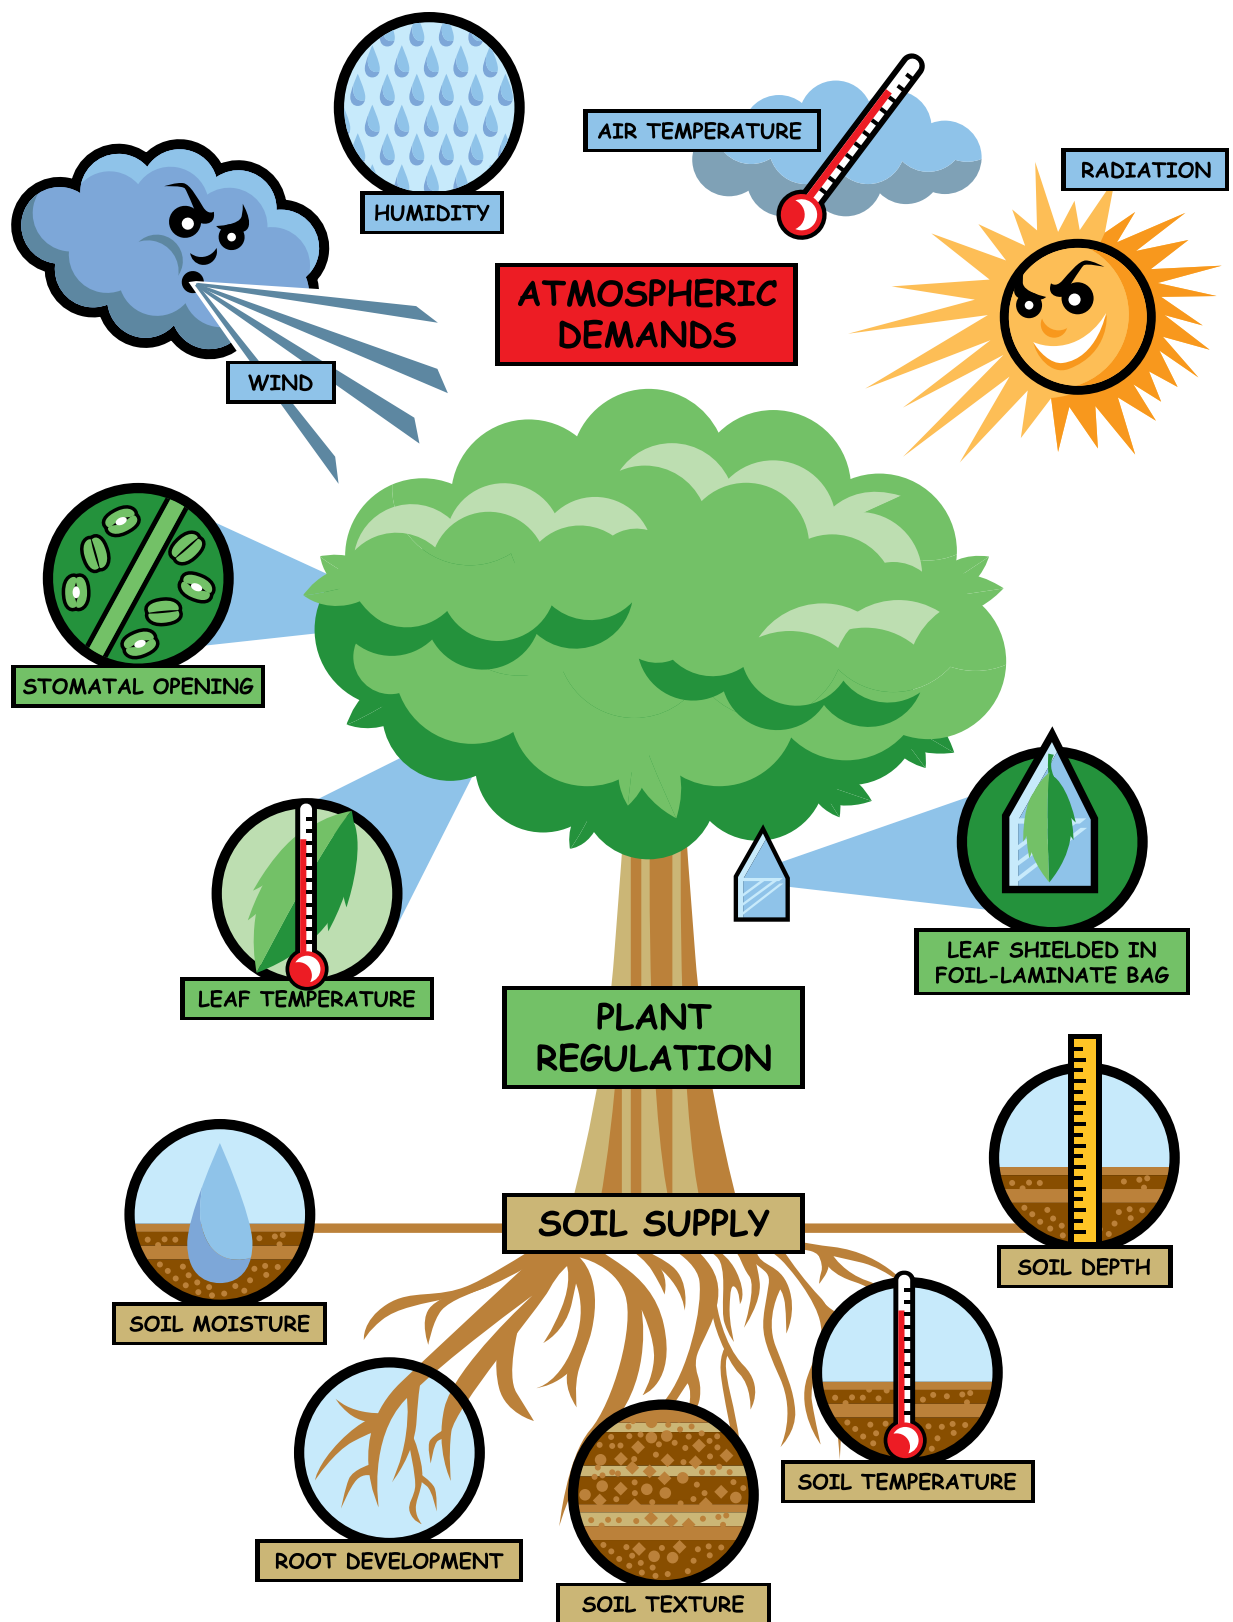 HUMIDITY
AIR TEMPERATURE
RADIATION
ATMOSPHERIC
DEMANDS
WIND
STOMATAL OPENING
LEAF SHIELDED IN
FOIL-LAMINATE BAG
LEAF TEMPERATURE
PLANT
REGULATION
SOIL SUPPLY
SOIL DEPTH
SOIL MOISTURE
SOIL TEMPERATURE
ROOT DEVELOPMENT
SOIL TEXTURE